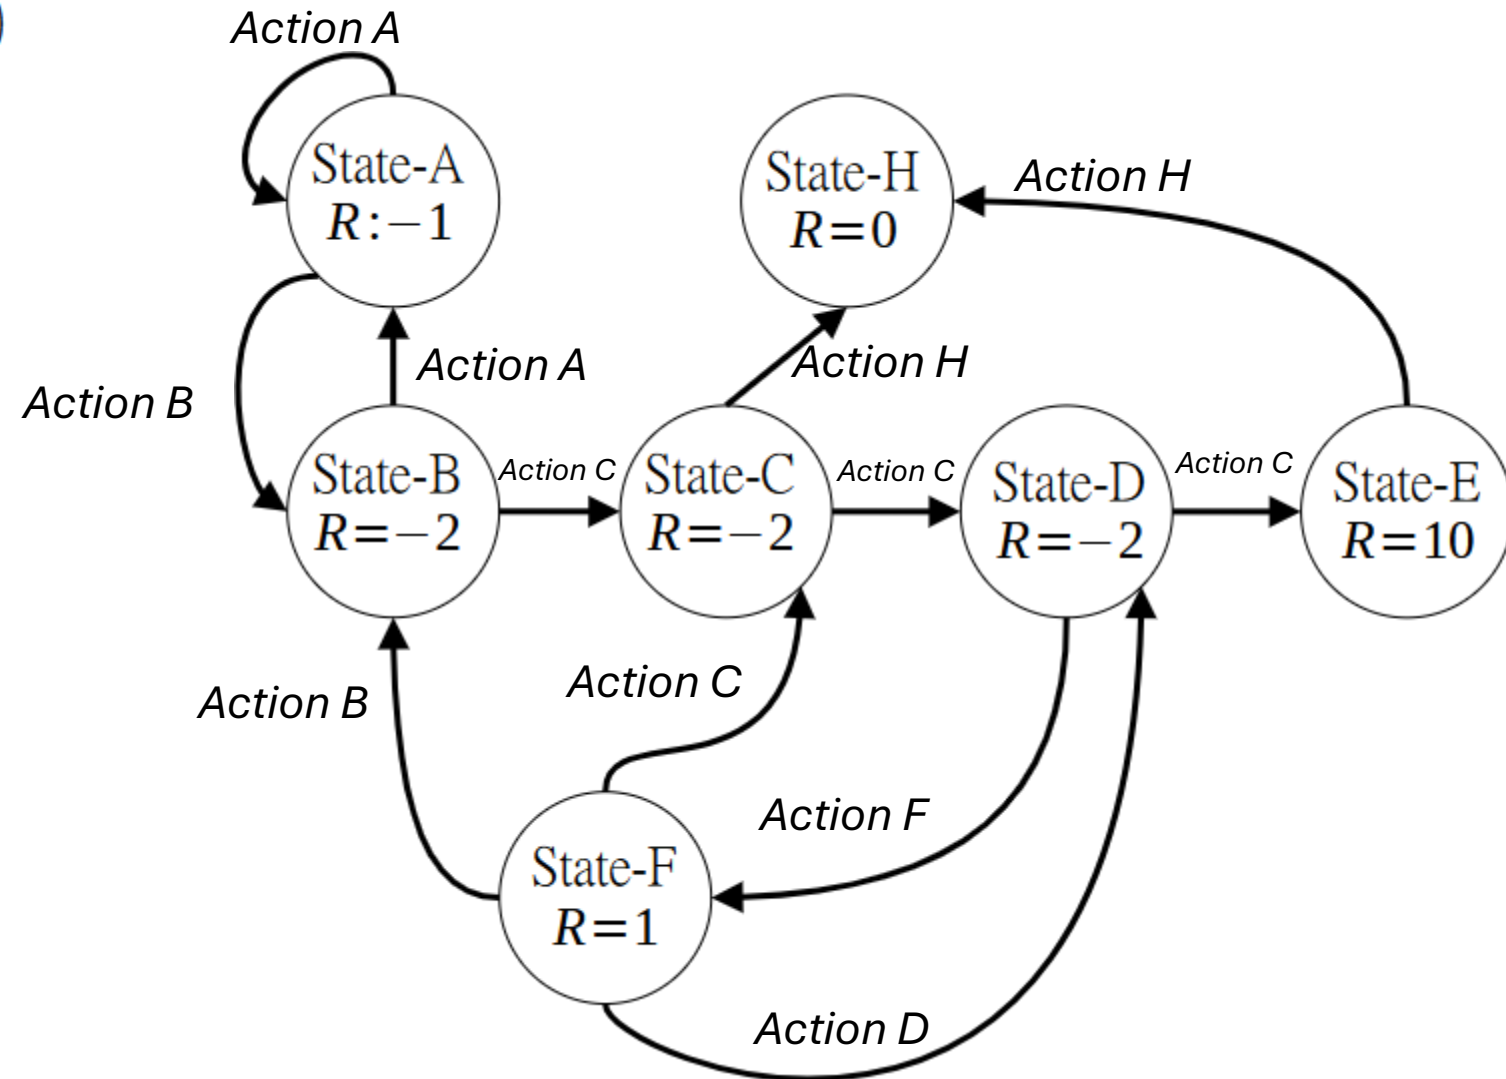 Action A
State-A
R:−1
State-H
R=0
Action H
Action B
Action A
Action H
State-B
R=−2
Action C
State-C
R=−2
Action C
State-D
R=−2
Action C
State-E
R=10
Action B
Action C
Action F
State-F
R=1
Action D